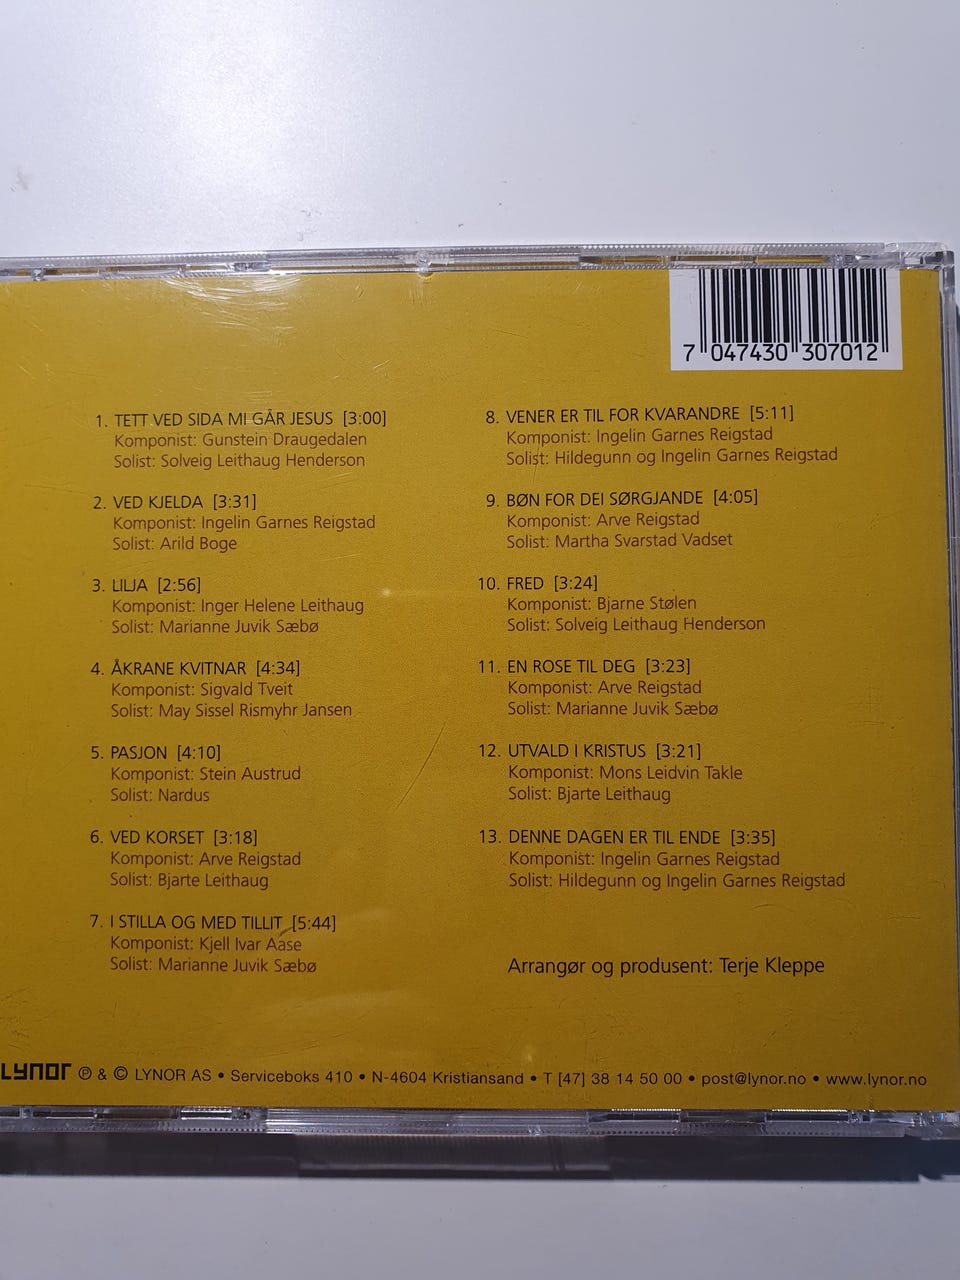 7 047430 307012
1. TETT VED SIDA MI GÅR JESUS [3:00]
Komponist: Gunstein Draugedalen
Solist: Solveig Leithaug Henderson
2. VED KJELDA [3:31]
Komponist: Ingelin Garnes Reigstad
Solist: Arild Boge
3. LILJA [2:56]
Komponist: Inger Helene Leithaug
Solist: Marianne Juvik Sæbø
4. ÅKRANE KVITNAR [4:34]
Komponist: Sigvald Tveit
Solist: May Sissel Rismyhr Jansen
5. PASJON [4:10]
Komponist: Stein Austrud
Solist: Nardus
6. VED KORSET [3:18]
Komponist: Arve Reigstad
Solist: Bjarte Leithaug
7. I STILLA OG MED TILLIT [5:44]
Komponist: Kjell Ivar Aase
Solist: Marianne Juvik Sæbø
8. VENER ER TIL FOR KVARANDRE [5:11]
Komponist: Ingelin Garnes Reigstad
Solist: Hildegunn og Ingelin Garnes Reigstad
9. BØN FOR DEI SØRGJANDE [4:05]
Komponist: Arve Reigstad
Solist: Martha Svarstad Vadset
10. FRED [3:24]
Komponist: Bjarne Stølen
Solist: Solveig Leithaug Henderson
11. EN ROSE TIL DEG [3:23]
Komponist: Arve Reigstad
Solist: Marianne Juvik Sæbø
12. UTVALD I KRISTUS [3:21]
Komponist: Mons Leidvin Takle
Solist: Bjarte Leithaug
13. DENNE DAGEN ER TIL ENDE [3:35]
Komponist: Ingelin Garnes Reigstad
Solist: Hildegunn og Ingelin Garnes Reigstad
Arrangør og produsent: Terje Kleppe
LYNOR ℗ & © LYNOR AS • Serviceboks 410 • N-4604 Kristiansand • T [47] 38 14 50 00 • post@lynor.no • www.lynor.no